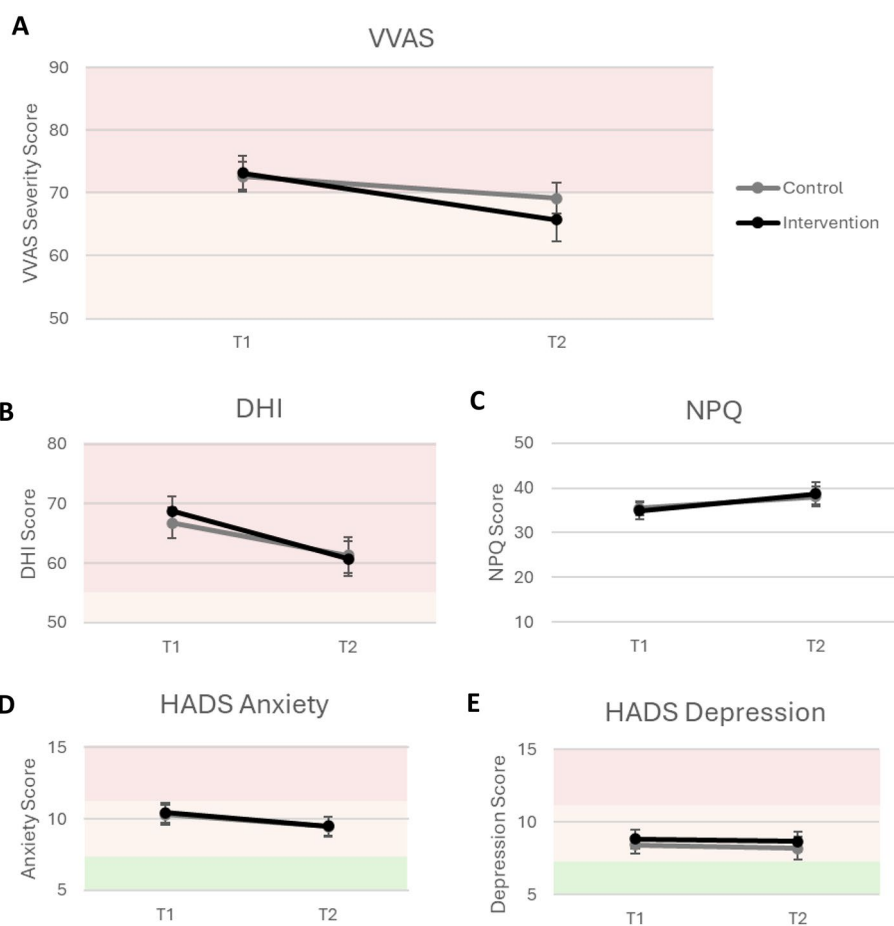 A
VVAS
VVAS Severity Score
90
80
70
60
50
T1
T2
Control
Intervention
B
DHI
DHI Score
80
70
60
50
T1
T2
C
NPQ
NPQ Score
50
40
30
20
10
T1
T2
D
HADS Anxiety
Anxiety Score
15
10
5
T1
T2
E
HADS Depression
Depression Score
15
10
5
T1
T2